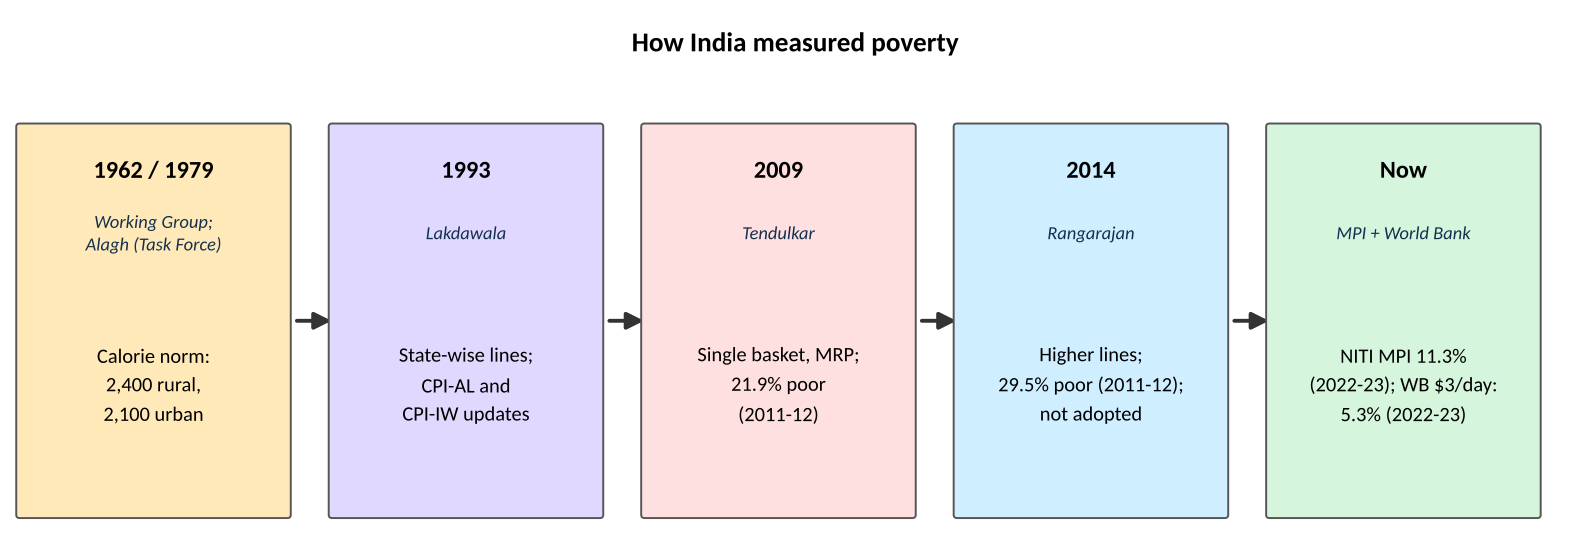 How India measured poverty
1962 / 1979
Working Group;
Alagh (Task Force)
Calorie norm:
2,400 rural,
2,100 urban
1993
Lakdawala
State-wise lines;
CPI-AL and
CPI-IW updates
2009
Tendulkar
Single basket, MRP;
21.9% poor
(2011-12)
2014
Rangarajan
Higher lines;
29.5% poor (2011-12);
not adopted
Now
MPI + World Bank
NITI MPI 11.3%
(2022-23); WB $3/day:
5.3% (2022-23)